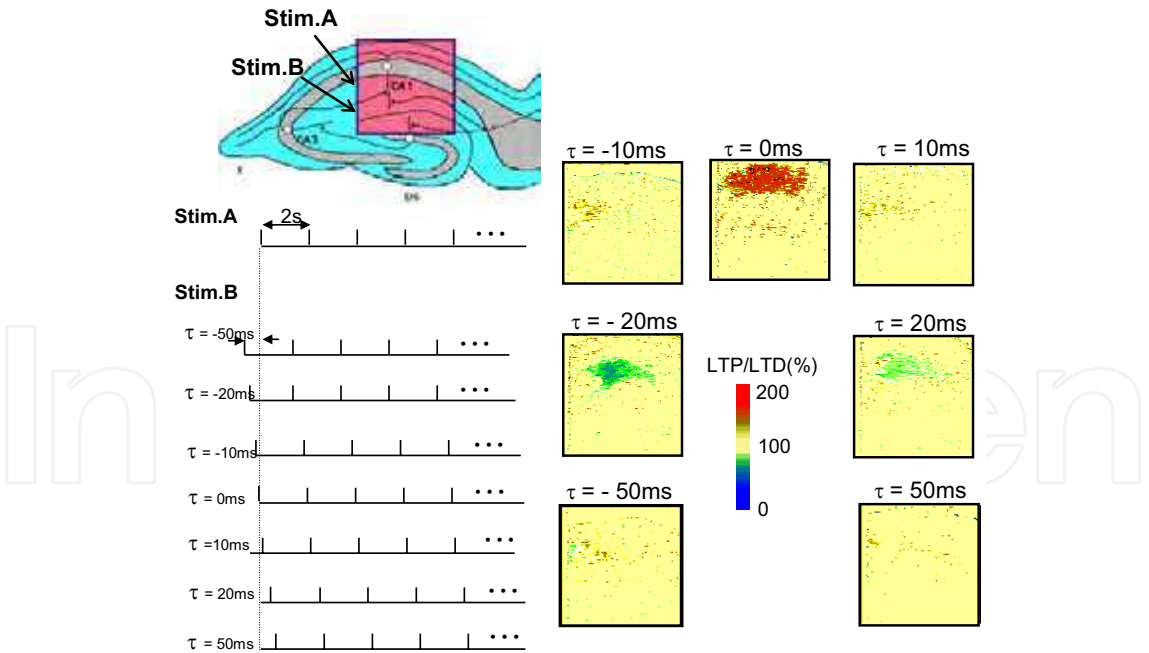 Stim.A
Stim.B
CA1
CA3
Stim.A
2s
Stim.B
τ = -50ms
τ = -20ms
τ = -10ms
τ = 0ms
τ =10ms
τ = 20ms
τ = 50ms
τ = -10ms
τ = 0ms
τ = 10ms
τ = - 20ms
τ = 20ms
LTP/LTD(%)
200
100
0
τ = - 50ms
τ = 50ms